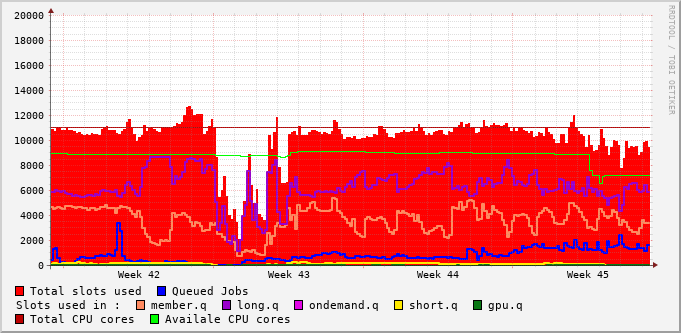 20000
18000
16000
14000
12000
10000
8000
6000
4000
2000
0
Week 42 Week 43 Week 44 Week 45
RRDTOOL / TOBI OETIKER
Total slots used Queued Jobs
Slots used in : member.q long.q ondemand.q short.q gpu.q
Total CPU cores Availale CPU cores